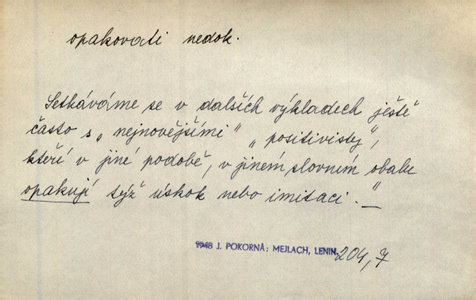 opakovati nedok.
Setkáváme se v dalších výkladech ještě
často s „nejnovějšími" „positivisty",
kteří v jiné podobě, v jiném slovním obalu
opakují týž úskok nebo imitaci. _"
1948 J. POKORNÁ: MEJLACH, LENIN, 204,7